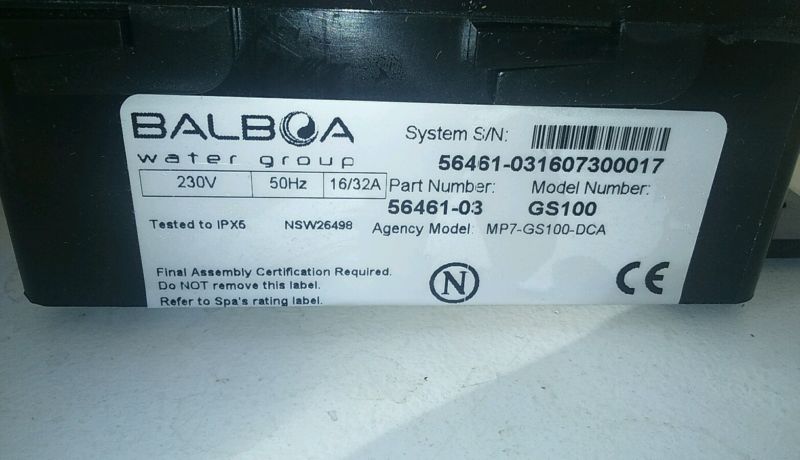 BALBOA
water group
System S/N:
56461-031607300017
230V 50Hz 16/32A
Part Number: Model Number:
56461-03 GS100
Tested to IPX5 NSW26498
Agency Model: MP7-GS100-DCA
Final Assembly Certification Required.
Do NOT remove this label.
Refer to Spa's rating label.
N
CE